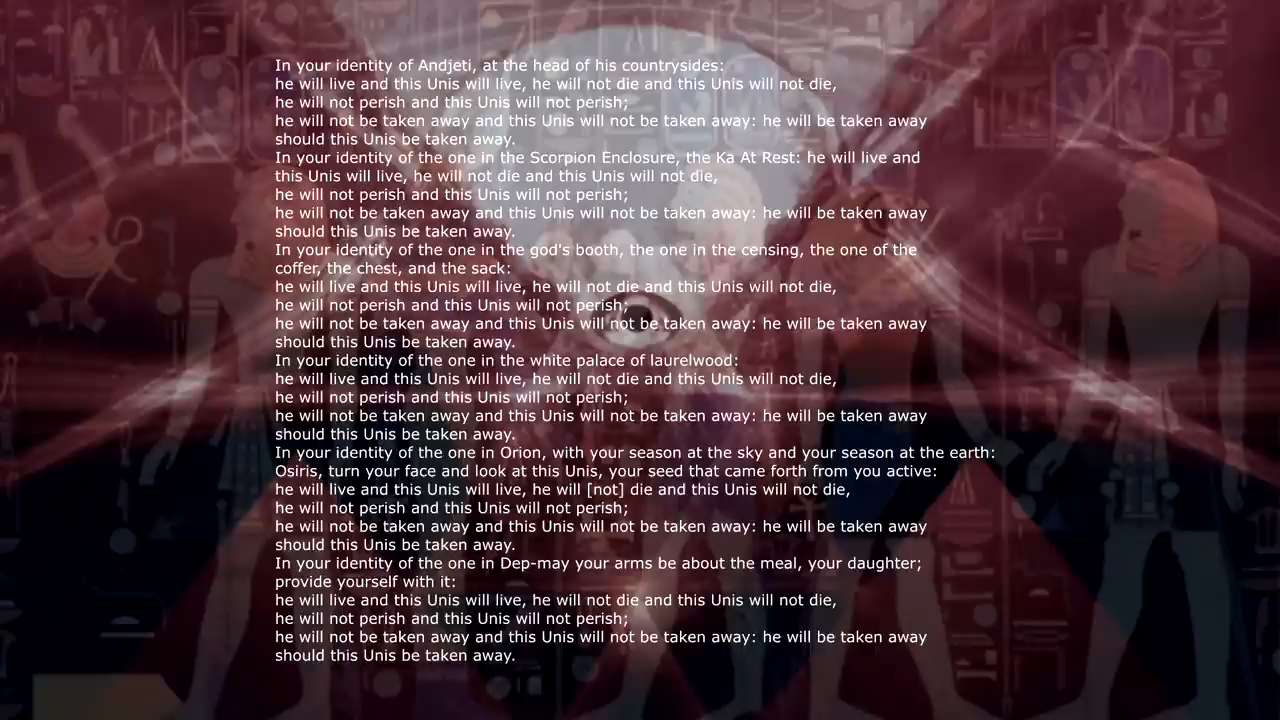 In your identity of Andjeti, at the head of his countrysides:
he will live and this Unis will live, he will not die and this Unis will not die,
he will not perish and this Unis will not perish;
he will not be taken away and this Unis will not be taken away: he will be taken away
should this Unis be taken away.
In your identity of the one in the Scorpion Enclosure, the Ka At Rest: he will live and
this Unis will live, he will not die and this Unis will not die,
he will not perish and this Unis will not perish;
he will not be taken away and this Unis will not be taken away: he will be taken away
should this Unis be taken away.
In your identity of the one in the god's booth, the one in the censing, the one of the
coffer, the chest, and the sack:
he will live and this Unis will live, he will not die and this Unis will not die,
he will not perish and this Unis will not perish;
he will not be taken away and this Unis will not be taken away: he will be taken away
should this Unis be taken away.
In your identity of the one in the white palace of laurelwood:
he will live and this Unis will live, he will not die and this Unis will not die,
he will not perish and this Unis will not perish;
he will not be taken away and this Unis will not be taken away: he will be taken away
should this Unis be taken away.
In your identity of the one in Orion, with your season at the sky and your season at the earth:
Osiris, turn your face and look at this Unis, your seed that came forth from you active:
he will live and this Unis will live, he will [not] die and this Unis will not die,
he will not perish and this Unis will not perish;
he will not be taken away and this Unis will not be taken away: he will be taken away
should this Unis be taken away.
In your identity of the one in Dep-may your arms be about the meal, your daughter;
provide yourself with it:
he will live and this Unis will live, he will not die and this Unis will not die,
he will not perish and this Unis will not perish;
he will not be taken away and this Unis will not be taken away: he will be taken away
should this Unis be taken away.